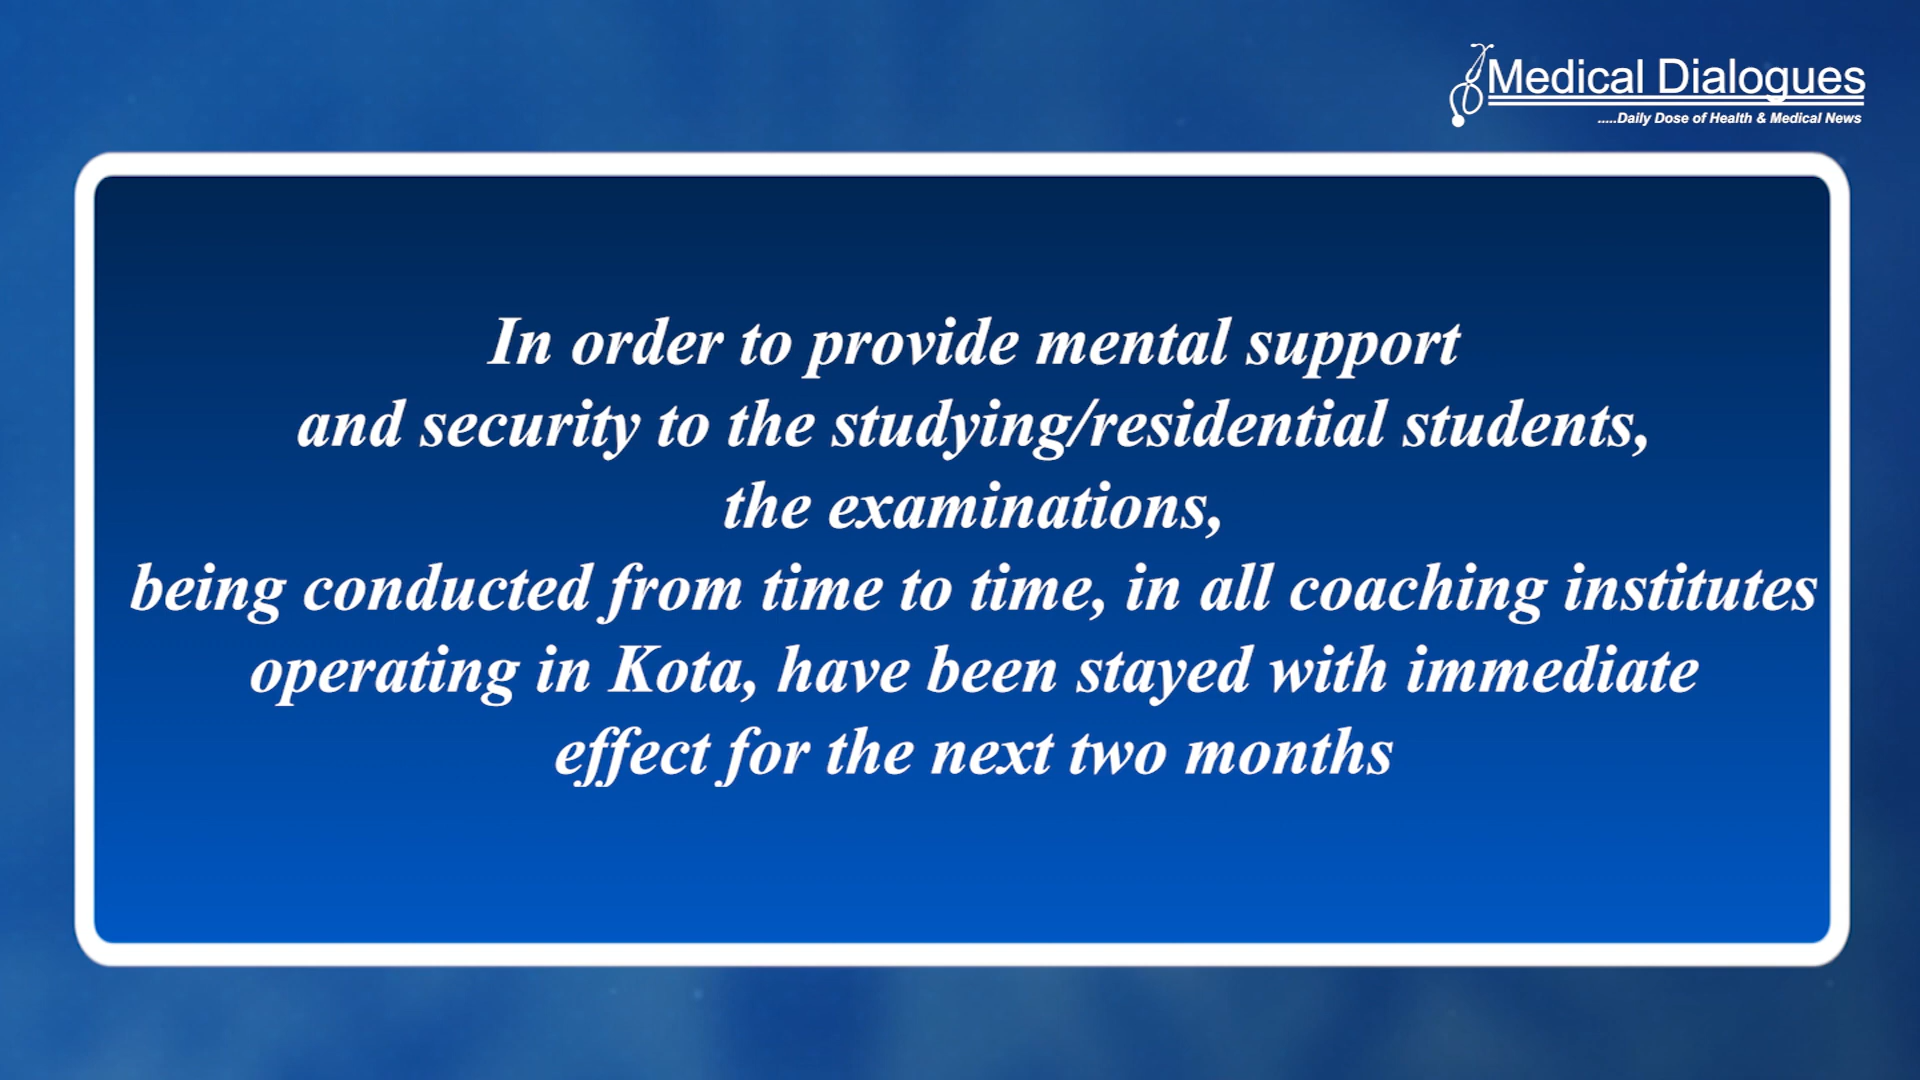 Medical Dialogues
.....Daily Dose of Health & Medical News
In order to provide mental support
and security to the studying/residential students,
the examinations,
being conducted from time to time, in all coaching institutes
operating in Kota, have been stayed with immediate
effect for the next two months